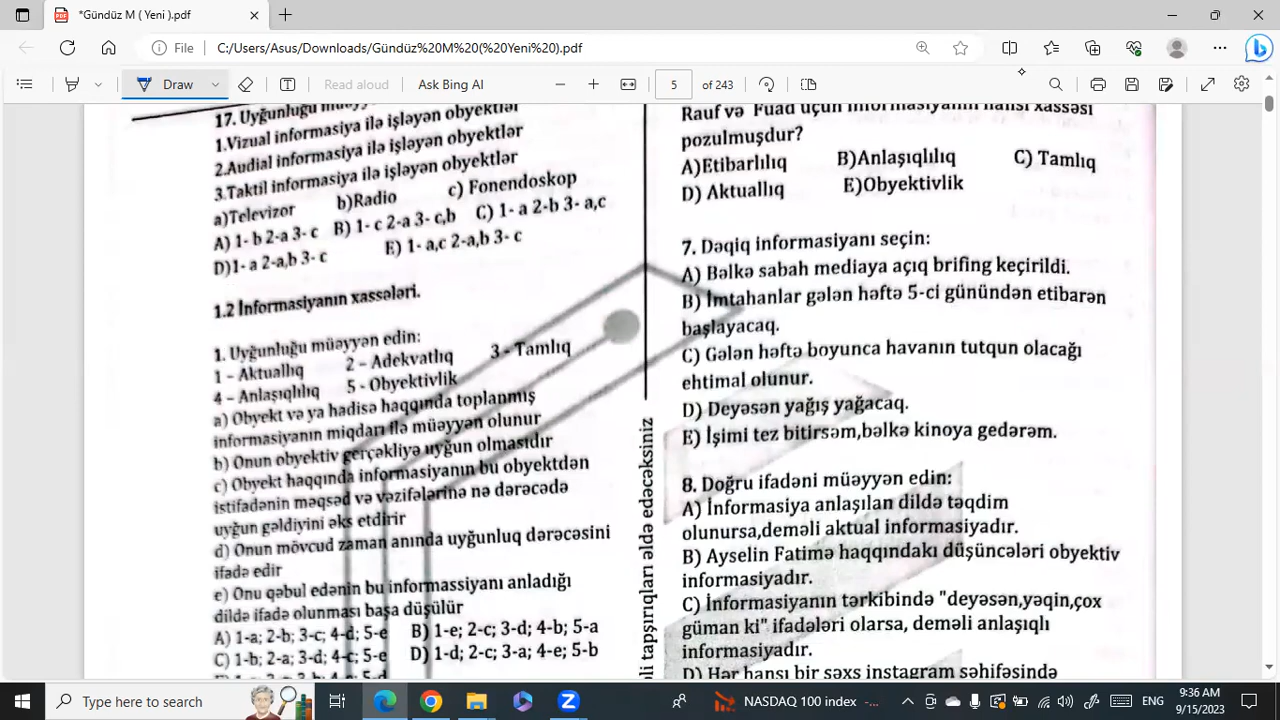 *Gündüz M ( Yeni ).pdf
File
C:/Users/Asus/Downloads/Gündüz%20M%20(%20Yeni%20).pdf
Draw
Read aloud
Ask Bing AI
5
of 243
17. Uyğunluğu
1.Vizual informasiya ilə işləyən obyektlər
2.Audial informasiya ilə işləyən obyektlər
3.Taktil informasiya ilə işləyən obyektlər
a)Televizor b)Radio c) Fonendoskop
A) 1- b 2-a 3- c B) 1- c 2-a 3- c,b C) 1- a 2-b 3- a,c
D)1- a 2-a,b 3- c E) 1- a,c 2-a,b 3- c
1.2 İnformasiyanın xassələri.
1. Uyğunluğu müəyyən edin:
1 – Aktuallıq 2 – Adekvatlıq 3 – Tamlıq
4 – Anlaşıqlılıq 5 - Obyektivlik
a) Obyekt və ya hadisə haqqında toplanmış
informasiyanın miqdarı ilə müəyyən olunur
b) Onun obyektiv gerçəkliyə uyğun olmasıdır
c) Obyekt haqqında informasiyanın bu obyektdən
istifadənin məqsəd və vəzifələrinə nə dərəcədə
uyğun gəldiyini əks etdirir
d) Onun mövcud zaman anında uyğunluq dərəcəsini
ifadə edir
e) Onu qəbul edənin bu informassiyanı anladığı
dildə ifadə olunması başa düşülür
A) 1-a; 2-b; 3-c; 4-d; 5-e B) 1-e; 2-c; 3-d; 4-b; 5-a
C) 1-b; 2-a; 3-d; 4-c; 5-e D) 1-d; 2-c; 3-a; 4-e; 5-b
li tapşırıqları əldə edəcəksiniz
Rauf və Fuad üçün informasiyanın hansı xassəsi
pozulmuşdur?
A)Etibarlılıq B)Anlaşıqlılıq C) Tamlıq
D) Aktuallıq E)Obyektivlik
7. Dəqiq informasiyanı seçin:
A) Bəlkə sabah mediaya açıq brifinq keçirildi.
B) İmtahanlar gələn həftə 5-ci günündən etibarən
başlayacaq.
C) Gələn həftə boyunca havanın tutqun olacağı
ehtimal olunur.
D) Deyəsən yağış yağacaq.
E) İşimi tez bitirsəm,bəlkə kinoya gedərəm.
8. Doğru ifadəni müəyyən edin:
A) İnformasiya anlaşılan dildə təqdim
olunursa,deməli aktual informasiyadır.
B) Ayselin Fatimə haqqındakı düşüncələri obyektiv
informasiyadır.
C) İnformasiyanın tərkibində "deyəsən,yəqin,çox
güman ki" ifadələri olarsa, deməli anlaşıqlı
informasiyadır.
D) Hər hansı bir şəxs instagram səhifəsində
Type here to search
NASDAQ 100 index
ENG
9:36 AM
9/15/2023